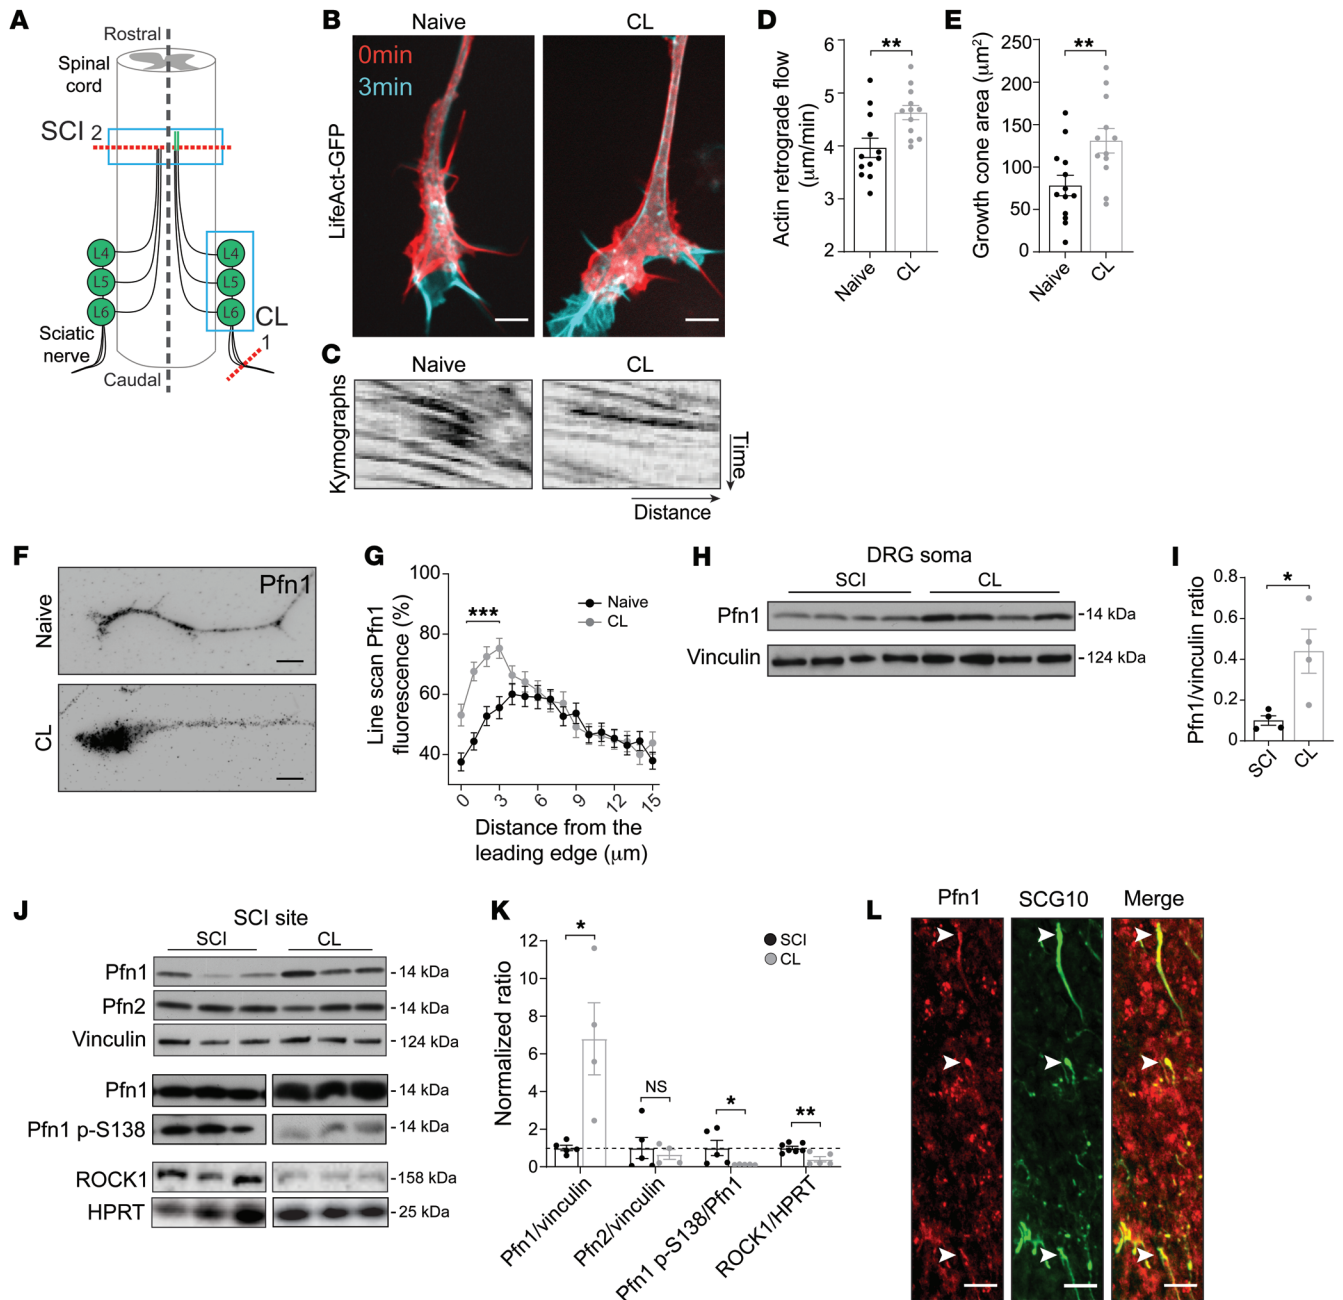 A
Rostral
Spinal
cord
SCI 2
L4
L5
L6
L4
L5
L6
CL
1
Sciatic
nerve
Caudal
B
Naive
CL
0min
3min
LifeAct-GFP
C
Naive
CL
Kymographs
Time
Distance
D
**
Actin retrograde flow
(μm/min)
6
5
4
3
2
Naive
CL
E
**
Growth cone area (μm²)
250
200
150
100
50
0
Naive
CL
F
Pfn1
Naive
CL
G
Line scan Pfn1
fluorescence (%)
100
80
60
40
***
Naive
CL
0
3
6
9
12
15
Distance from the
leading edge (μm)
H
DRG soma
SCI
CL
Pfn1
-14 kDa
Vinculin
-124 kDa
I
*
Pfn1/vinculin ratio
0.8
0.6
0.4
0.2
0
SCI
CL
J
SCI site
SCI
CL
Pfn1
-14 kDa
Pfn2
-14 kDa
Vinculin
-124 kDa
Pfn1
-14 kDa
Pfn1 p-S138
-14 kDa
ROCK1
-158 kDa
HPRT
-25 kDa
K
Normalized ratio
12
10
8
6
4
2
0
*
NS
*
**
SCI
CL
Pfn1/vinculin
Pfn2/vinculin
Pfn1 p-S138/Pfn1
ROCK1/HPRT
L
Pfn1
SCG10
Merge